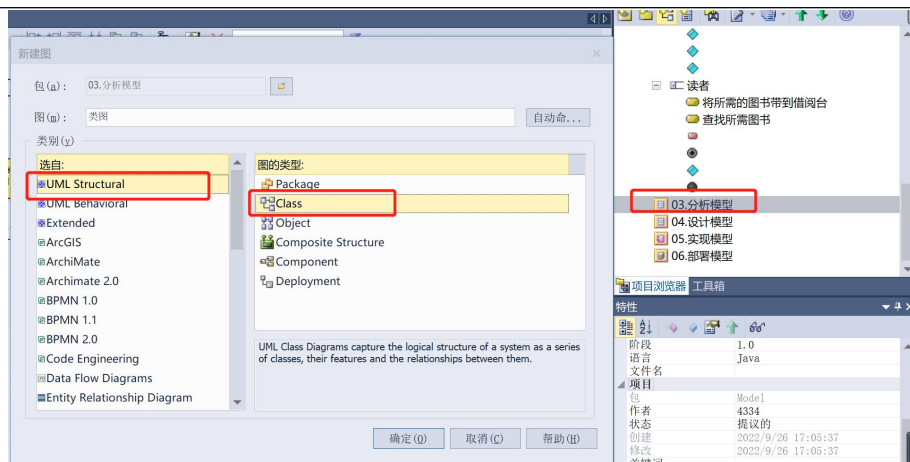 新建图
包(a):
03.分析模型
图(m):
类图
自动命...
类别(y)
选自:
UML Structural
UML Behavioral
Extended
ArcGIS
ArchiMate
Archimate 2.0
BPMN 1.0
BPMN 1.1
BPMN 2.0
Code Engineering
Data Flow Diagrams
Entity Relationship Diagram
图的类型:
Package
Class
Object
Composite Structure
Component
Deployment
UML Class Diagrams capture the logical structure of a system as a series
of classes, their features and the relationships between them.
确定(O)
取消(C)
帮助(H)
读者
将所需的图书带到借阅台
查找所需图书
03.分析模型
04.设计模型
05.实现模型
06.部署模型
项目浏览器
工具箱
特性
阶段 1.0
语言 Java
文件名
项目
包 Model
作者 4334
状态 提议的
创建 2022/9/26 17:05:37
修改 2022/9/26 17:05:37